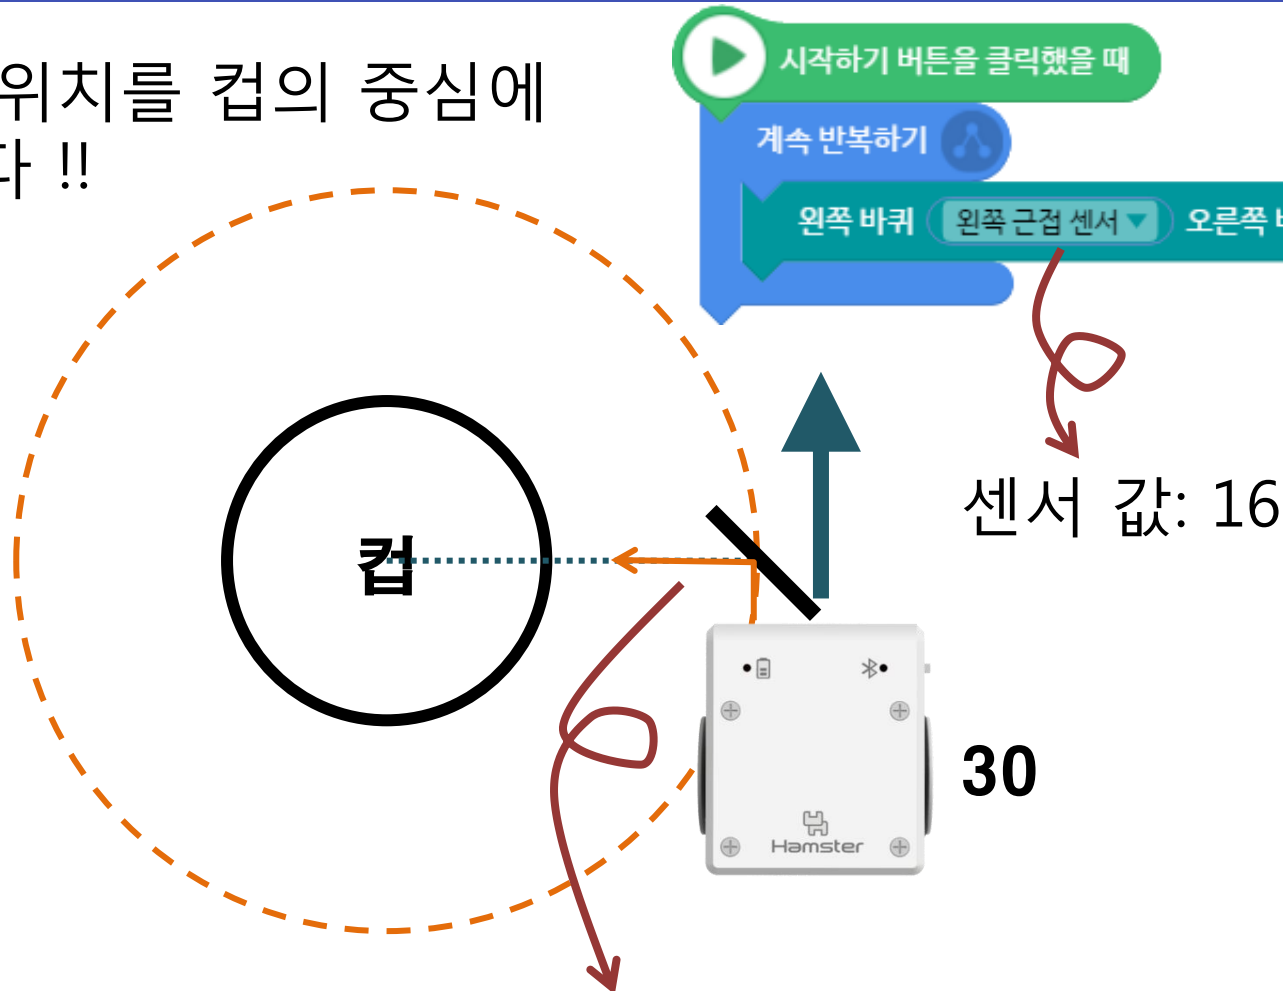 위치를 컵의 중심에
다 !!
시작하기 버튼을 클릭했을 때
계속 반복하기
왼쪽 바퀴 왼쪽 근접 센서 오른쪽
센서 값: 16
컵
30
Hamster